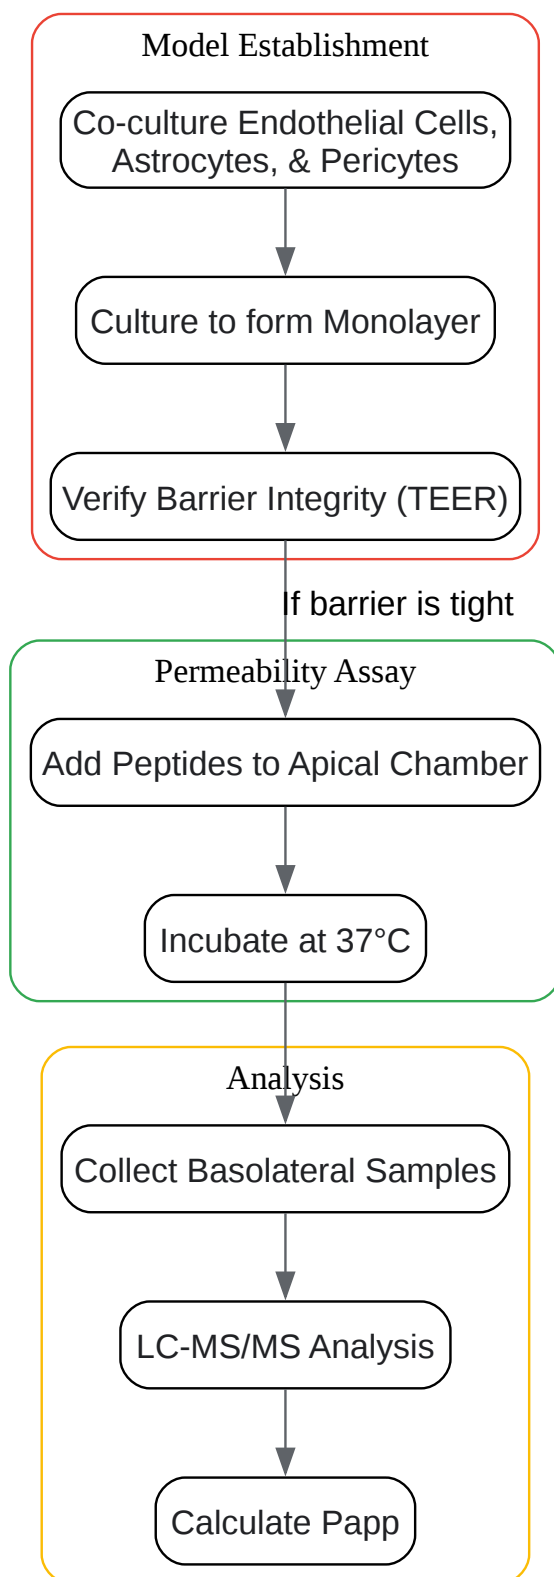 Model Establishment
Co-culture Endothelial Cells,
Astrocytes, & Pericytes
Culture to form Monolayer
Verify Barrier Integrity (TEER)
If barrier is tight
Permeability Assay
Add Peptides to Apical Chamber
Incubate at 37°C
Analysis
Collect Basolateral Samples
LC-MS/MS Analysis
Calculate Papp